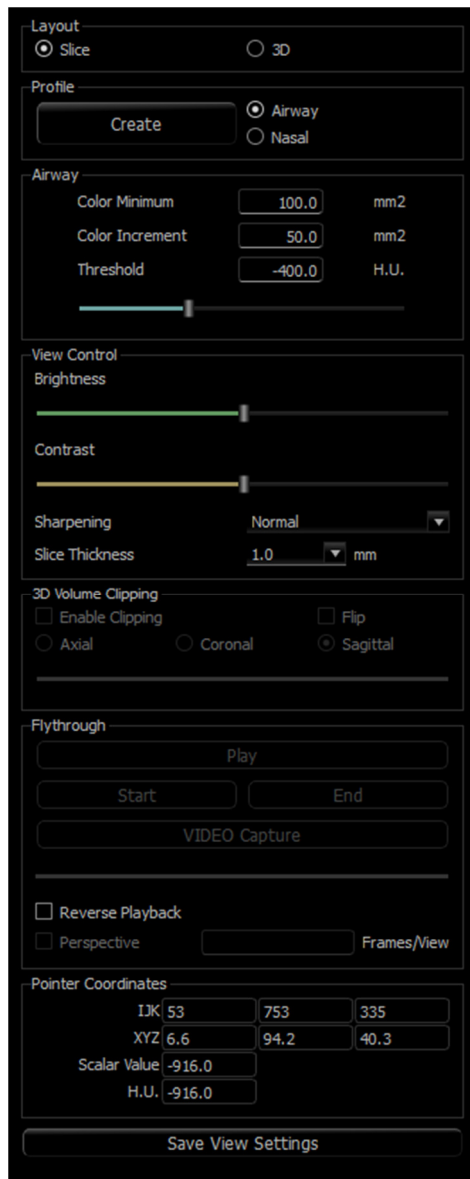 Layout
Slice 3D
Profile
Create
Airway
Nasal
Airway
Color Minimum 100.0 mm2
Color Increment 50.0 mm2
Threshold -400.0 H.U.
View Control
Brightness
Contrast
Sharpening Normal
Slice Thickness 1.0 mm
3D Volume Clipping
Enable Clipping Flip
Axial Coronal Sagittal
Flythrough
Play
Start End
VIDEO Capture
Reverse Playback
Perspective Frames/View
Pointer Coordinates
IJK 53 753 335
XYZ 6.6 94.2 40.3
Scalar Value -916.0
H.U. -916.0
Save View Settings